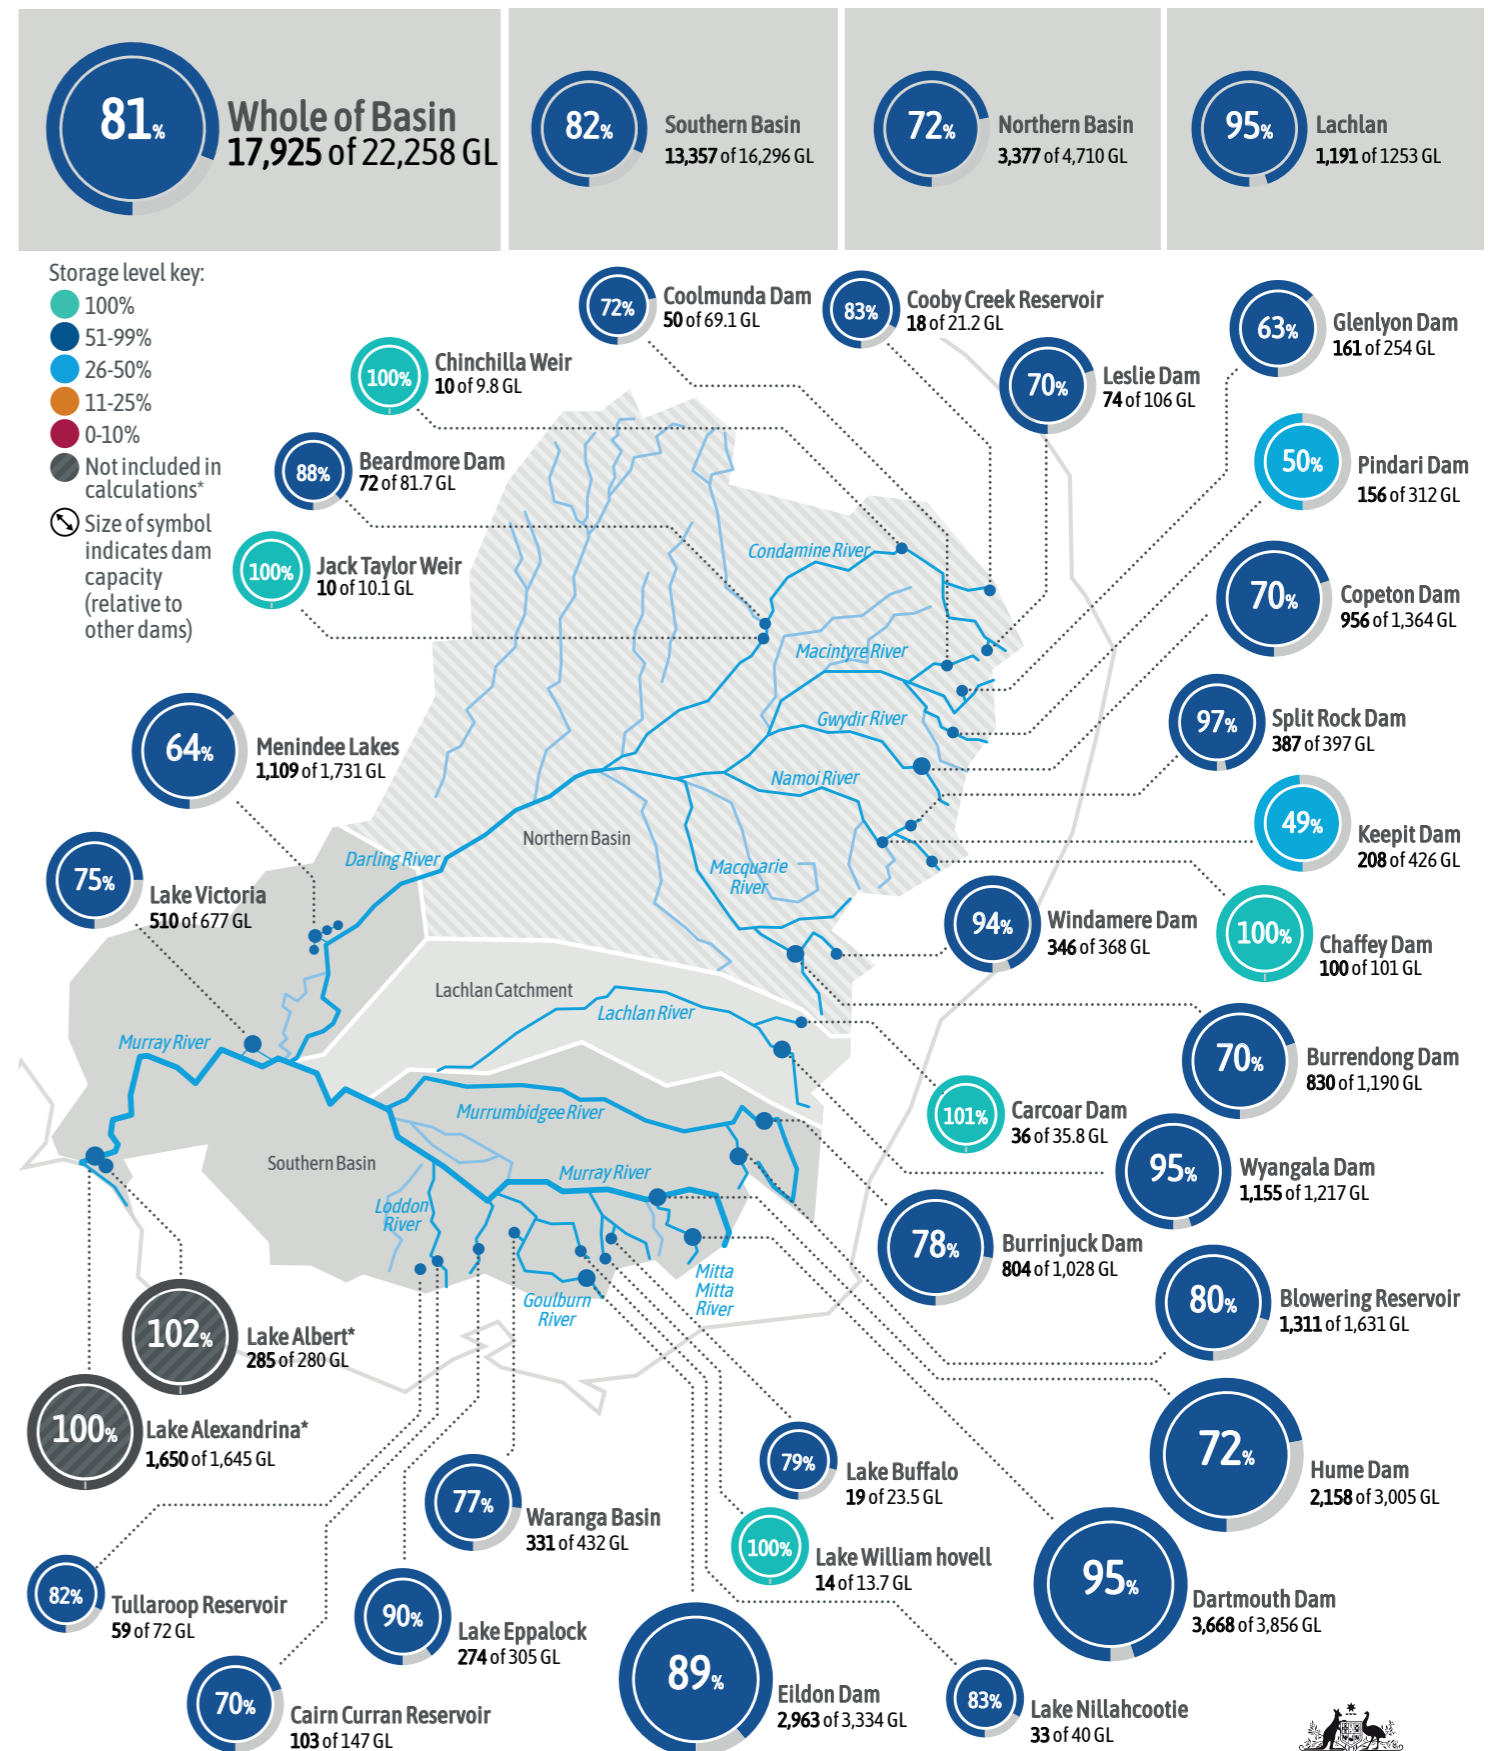 81%
Whole of Basin
17,925 of 22,258 GL
82%
Southern Basin
13,357 of 16,296 GL
72%
Northern Basin
3,377 of 4,710 GL
95%
Lachlan
1,191 of 1253 GL
Storage level key:
100%
51-99%
26-50%
11-25%
0-10%
Not included in
calculations*
Size of symbol
indicates dam
capacity
(relative to
other dams)
72%
Coolmunda Dam
50 of 69.1 GL
83%
Cooby Creek Reservoir
18 of 21.2 GL
63%
Glenlyon Dam
161 of 254 GL
100%
Chinchilla Weir
10 of 9.8 GL
70%
Leslie Dam
74 of 106 GL
88%
Beardmore Dam
72 of 81.7 GL
50%
Pindari Dam
156 of 312 GL
100%
Jack Taylor Weir
10 of 10.1 GL
Condamine River
70%
Copeton Dam
956 of 1,364 GL
Macintyre River
Gwydir River
97%
Split Rock Dam
387 of 397 GL
64%
Menindee Lakes
1,109 of 1,731 GL
Namoi River
Northern Basin
49%
Keepit Dam
208 of 426 GL
Darling River
Macquarie
River
75%
Lake Victoria
510 of 677 GL
94%
Windamere Dam
346 of 368 GL
100%
Chaffey Dam
100 of 101 GL
Lachlan Catchment
Lachlan River
Murray River
70%
Burrendong Dam
830 of 1,190 GL
101%
Carcoar Dam
36 of 35.8 GL
Murrumbidgee River
Southern Basin
Murray River
95%
Wyangala Dam
1,155 of 1,217 GL
Loddon
River
78%
Burrinjuck Dam
804 of 1,028 GL
Mitta
Mitta
River
Goulburn
River
80%
Blowering Reservoir
1,311 of 1,631 GL
102%
Lake Albert*
285 of 280 GL
100%
Lake Alexandrina*
1,650 of 1,645 GL
72%
Hume Dam
2,158 of 3,005 GL
79%
Lake Buffalo
19 of 23.5 GL
77%
Waranga Basin
331 of 432 GL
100%
Lake William hovell
14 of 13.7 GL
95%
Dartmouth Dam
3,668 of 3,856 GL
82%
Tullaroop Reservoir
59 of 72 GL
90%
Lake Eppalock
274 of 305 GL
89%
Eildon Dam
2,963 of 3,334 GL
83%
Lake Nillahcootie
33 of 40 GL
70%
Cairn Curran Reservoir
103 of 147 GL